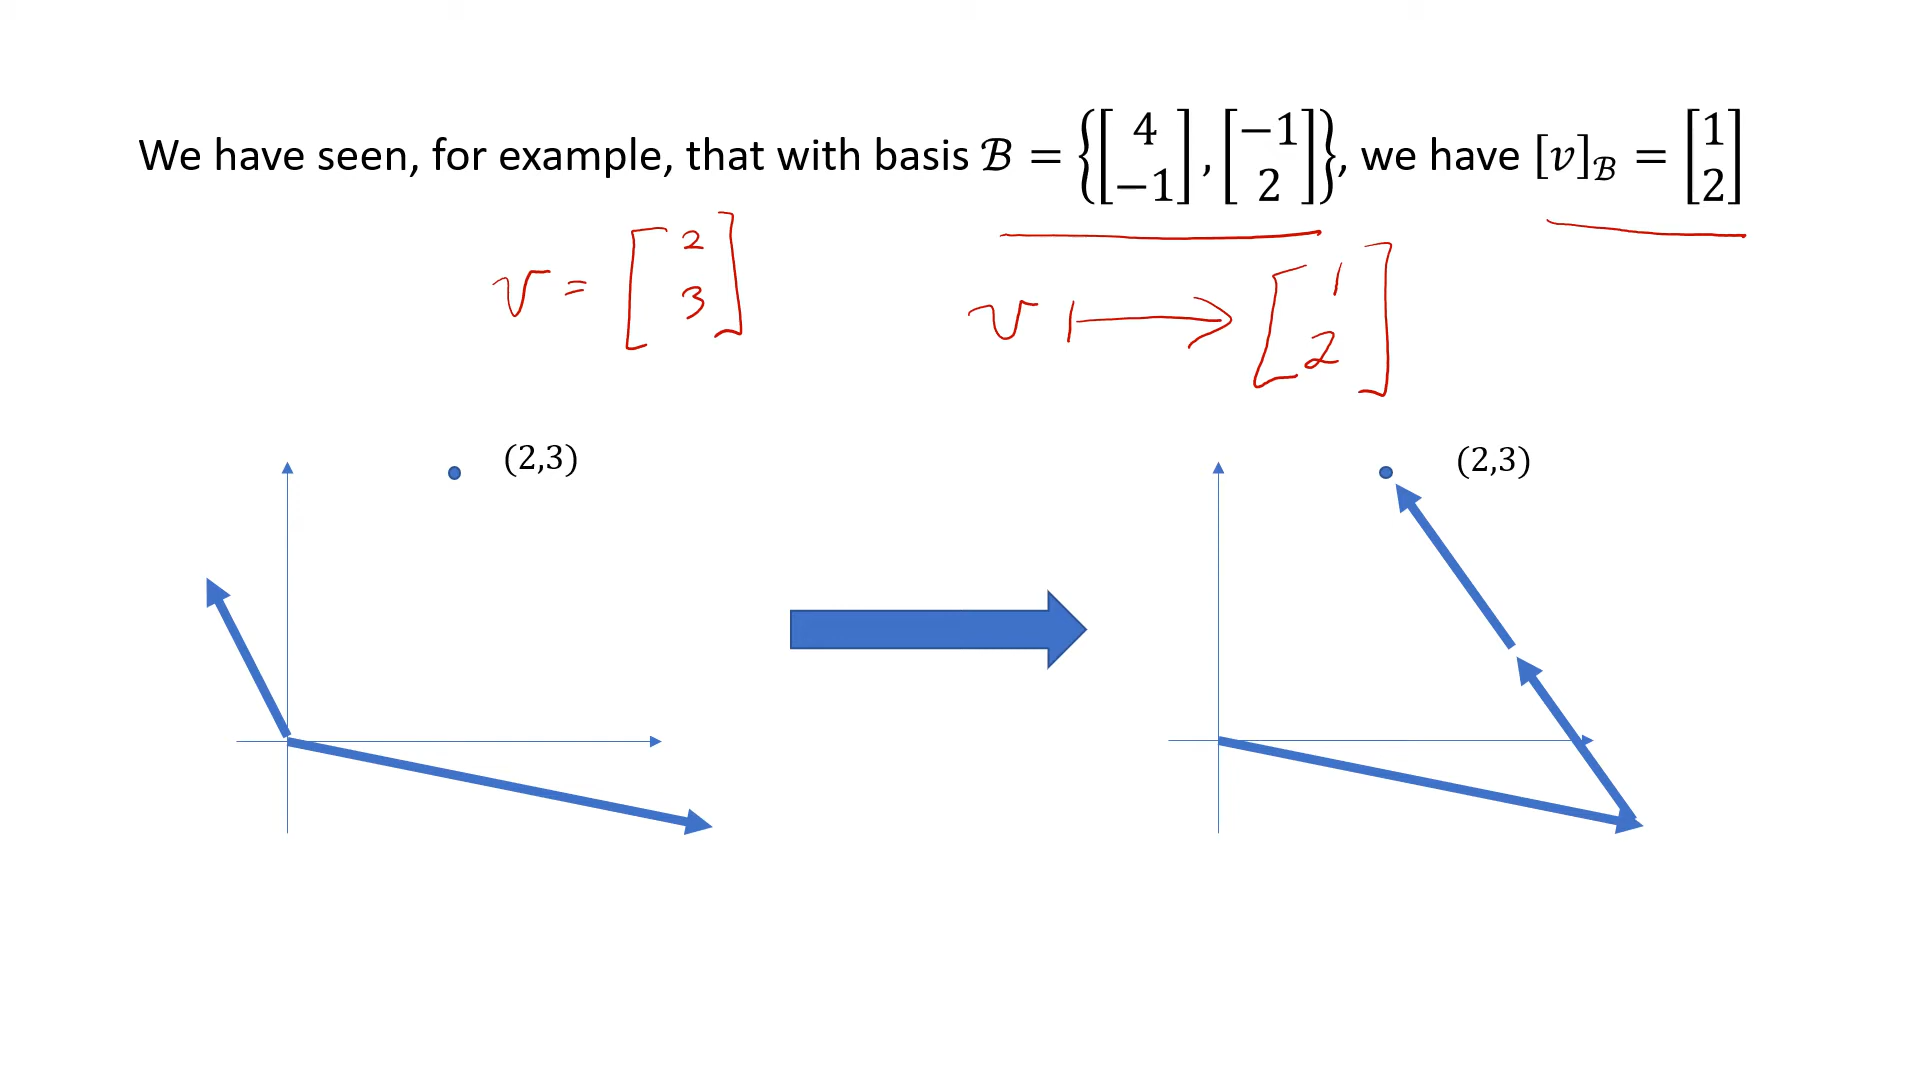 We have seen, for example, that with basis ℬ = {[4 −1], [−1 2]}, we have [v]ℬ = [1 2]
v = [2 3]
v ↦ [1 2]
(2,3)
(2,3)